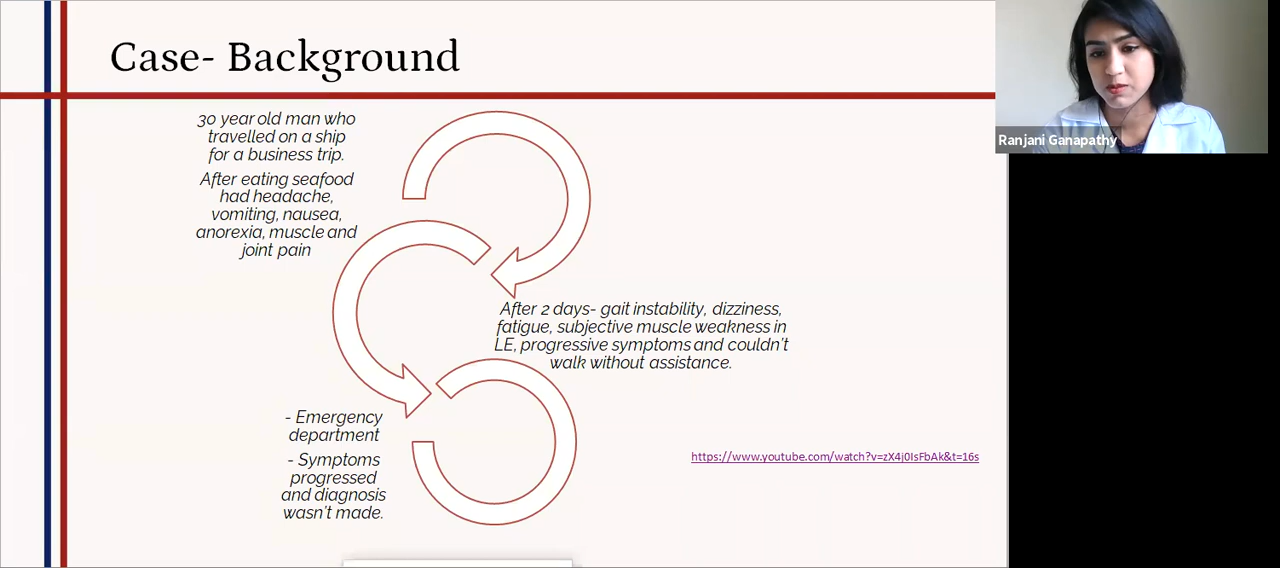 Case- Background
Ranjani Ganapathy
30 year old man who
travelled on a ship
for a business trip.
After eating seafood
had headache,
vomiting, nausea,
anorexia, muscle and
joint pain
After 2 days- gait instability, dizziness,
fatigue, subjective muscle weakness in
LE, progressive symptoms and couldn't
walk without assistance.
- Emergency
department
- Symptoms
progressed
and diagnosis
wasn't made.
https://www.youtube.com/watch?v=zX4j0IsFbAk&t=16s